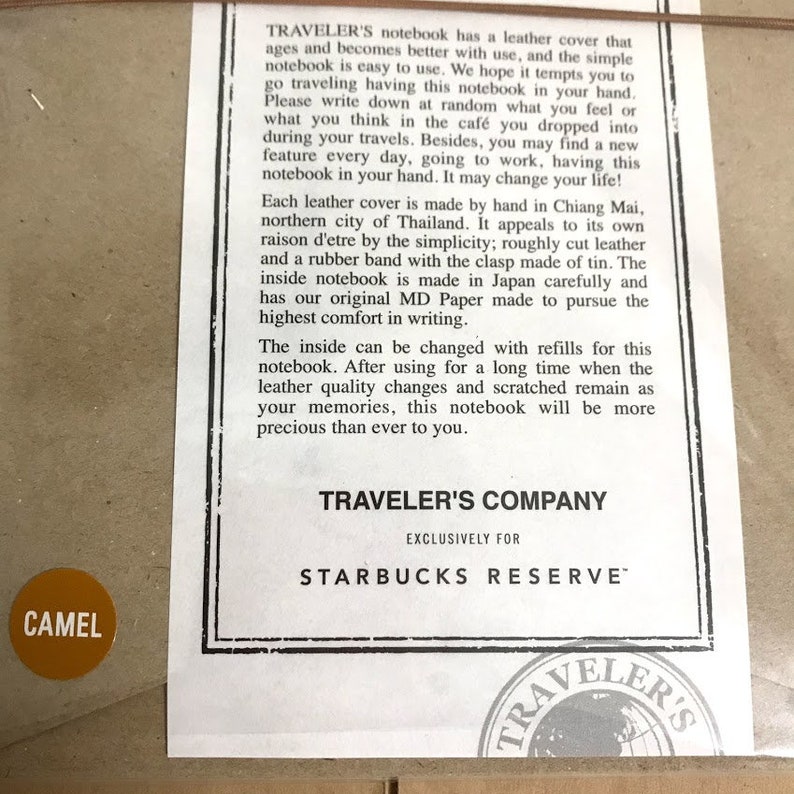 TRAVELER'S notebook has a leather cover that
ages and becomes better with use, and the simple
notebook is easy to use. We hope it tempts you to
go traveling having this notebook in your hand.
Please write down at random what you feel or
what you think in the café you dropped into
during your travels. Besides, you may find a new
feature every day, going to work, having this
notebook in your hand. It may change your life!
Each leather cover is made by hand in Chiang Mai,
northern city of Thailand. It appeals to its own
raison d'etre by the simplicity; roughly cut leather
and a rubber band with the clasp made of tin. The
inside notebook is made in Japan carefully and
has our original MD Paper made to pursue the
highest comfort in writing.
The inside can be changed with refills for this
notebook. After using for a long time when the
leather quality changes and scratched remain as
your memories, this notebook will be more
precious than ever to you.
TRAVELER'S COMPANY
EXCLUSIVELY FOR
STARBUCKS RESERVE™
CAMEL
TRAVELER'S